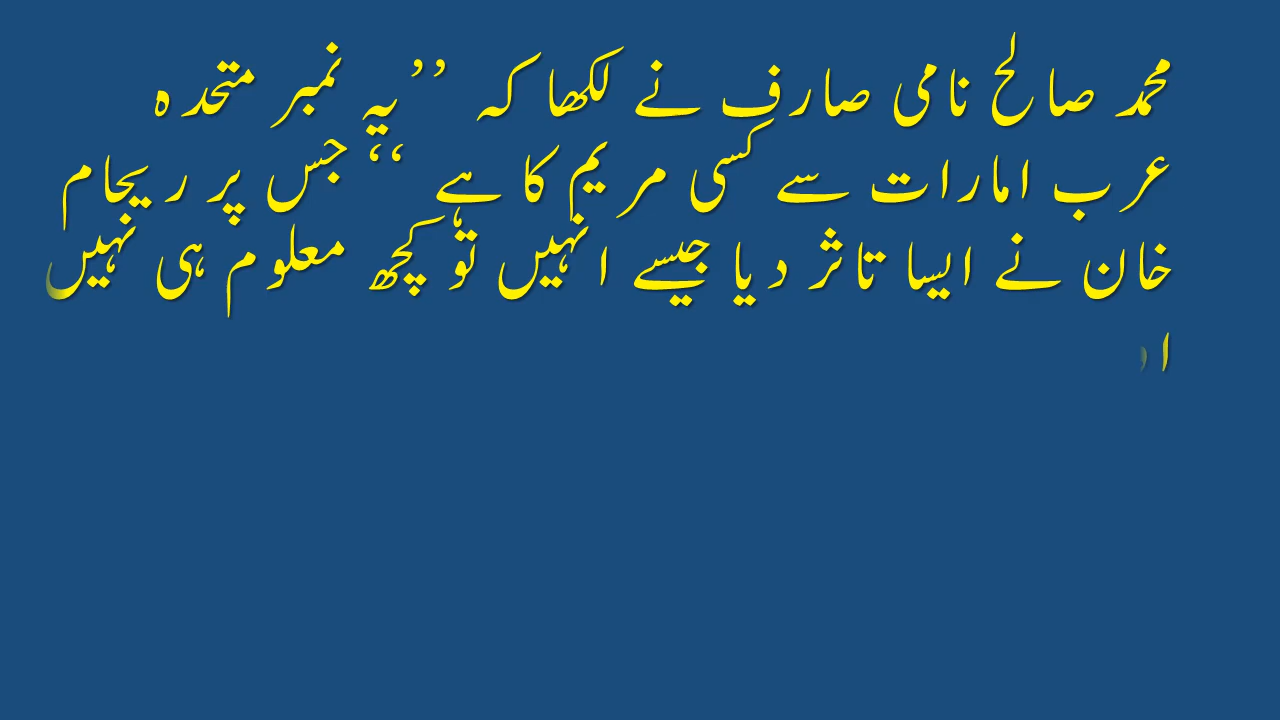 محمد صالح نامی صارف نے لکھا کہ ’’یہ نمبر متحدہ
عرب امارات سے کسی مریم کا ہے ‘‘ جس پر ریحام
خان نے ایسا تاثر دیا جیسے انہیں تو کچھ معلوم ہی نہیں